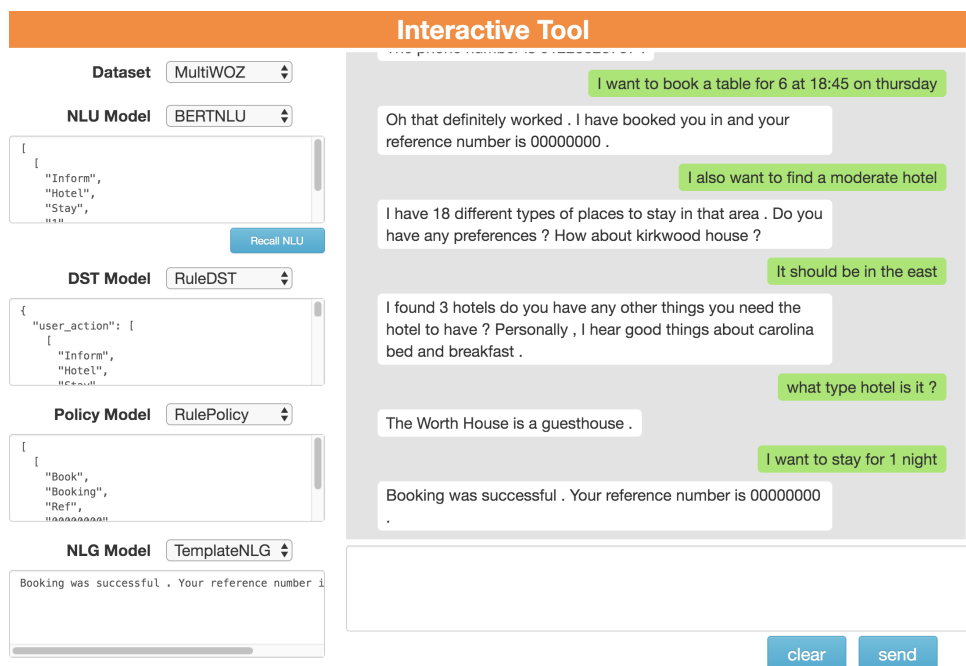 Interactive Tool
Dataset MultiWOZ
NLU Model BERTNLU
[
[
"Inform",
"Hotel",
"Stay",
"1"
Recall NLU
DST Model RuleDST
{
"user_action": [
[
"Inform",
"Hotel",
"Stay",
Policy Model RulePolicy
[
[
"Book",
"Booking",
"Ref",
"00000000"
NLG Model TemplateNLG
Booking was successful . Your reference number i
The phone number is
I want to book a table for 6 at 18:45 on thursday
Oh that definitely worked . I have booked you in and your
reference number is 00000000 .
I also want to find a moderate hotel
I have 18 different types of places to stay in that area . Do you
have any preferences ? How about kirkwood house ?
It should be in the east
I found 3 hotels do you have any other things you need the
hotel to have ? Personally , I hear good things about carolina
bed and breakfast .
what type hotel is it ?
The Worth House is a guesthouse .
I want to stay for 1 night
Booking was successful . Your reference number is 00000000
.
clear
send